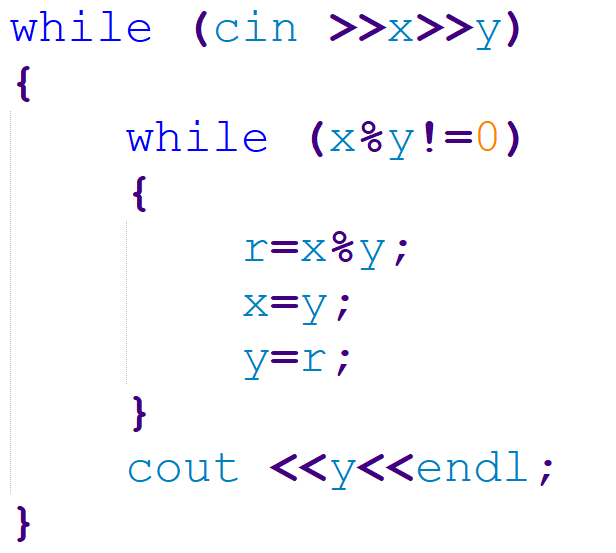 while (cin >>x>>y)
{
while (x%y!=0)
{
r=x%y;
x=y;
y=r;
}
cout <<y<<endl;
}